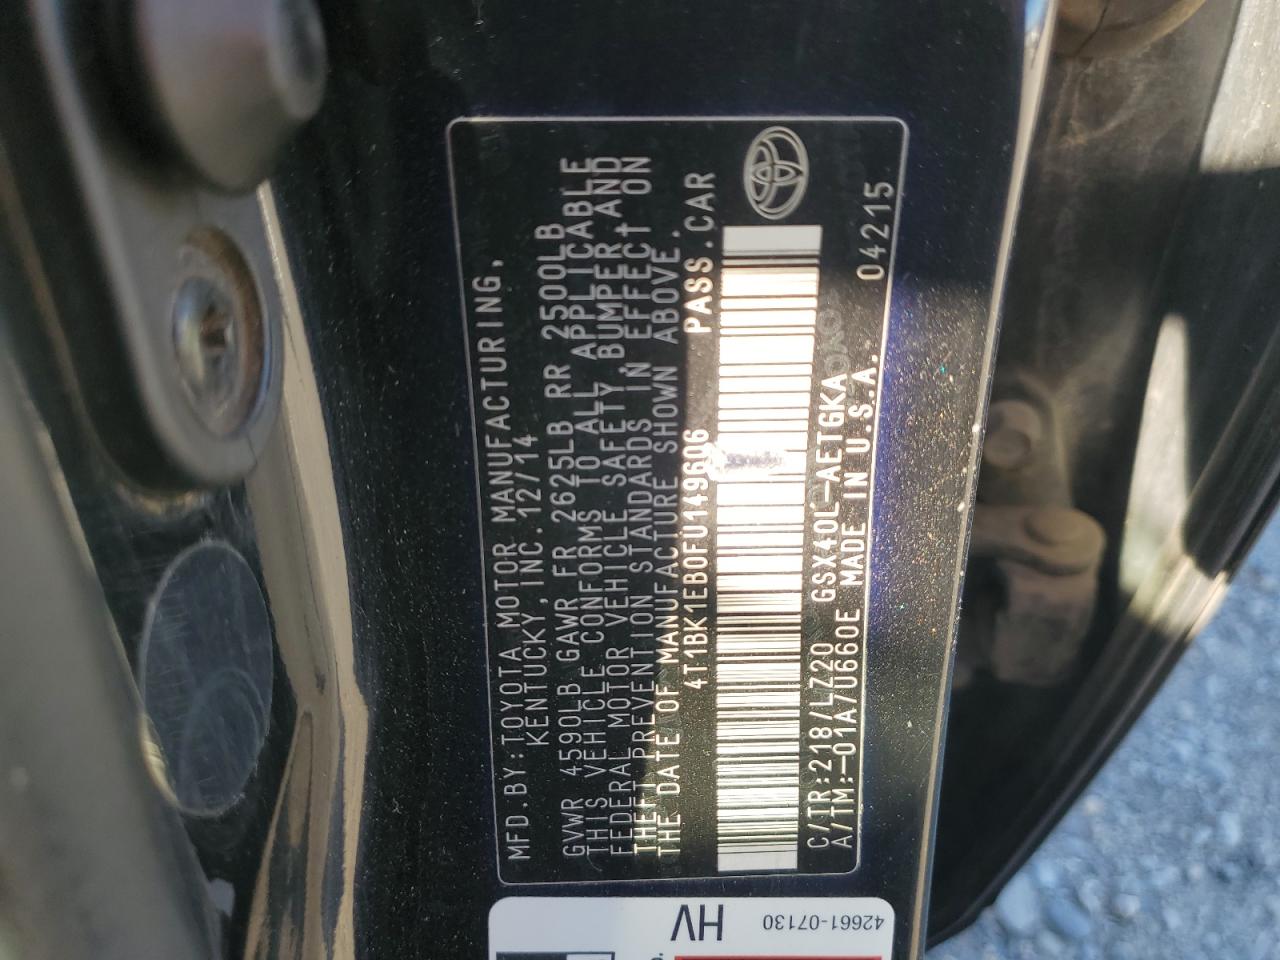 MFD.BY:TOYOTA MOTOR MANUFACTURING,
KENTUCKY,INC.12/14
GVWR 4590LB GAWR FR 2625LB RR 2500LB
THIS VEHICLE CONFORMS TO ALL APPLICABLE
FEDERAL MOTOR VEHICLE SAFETY,BUMPER,AND
THEFT PREVENTION STANDARDS IN EFFECT ON
THE DATE OF MANUFACTURE SHOWN ABOVE.
4T1BK1EB0FU149606 PASS.CAR
C/TR:218/LZ20 GSX40L-AETGKA
A/TM:-01A/U660E MADE IN U.S.A. 04215
HV
42661-07130